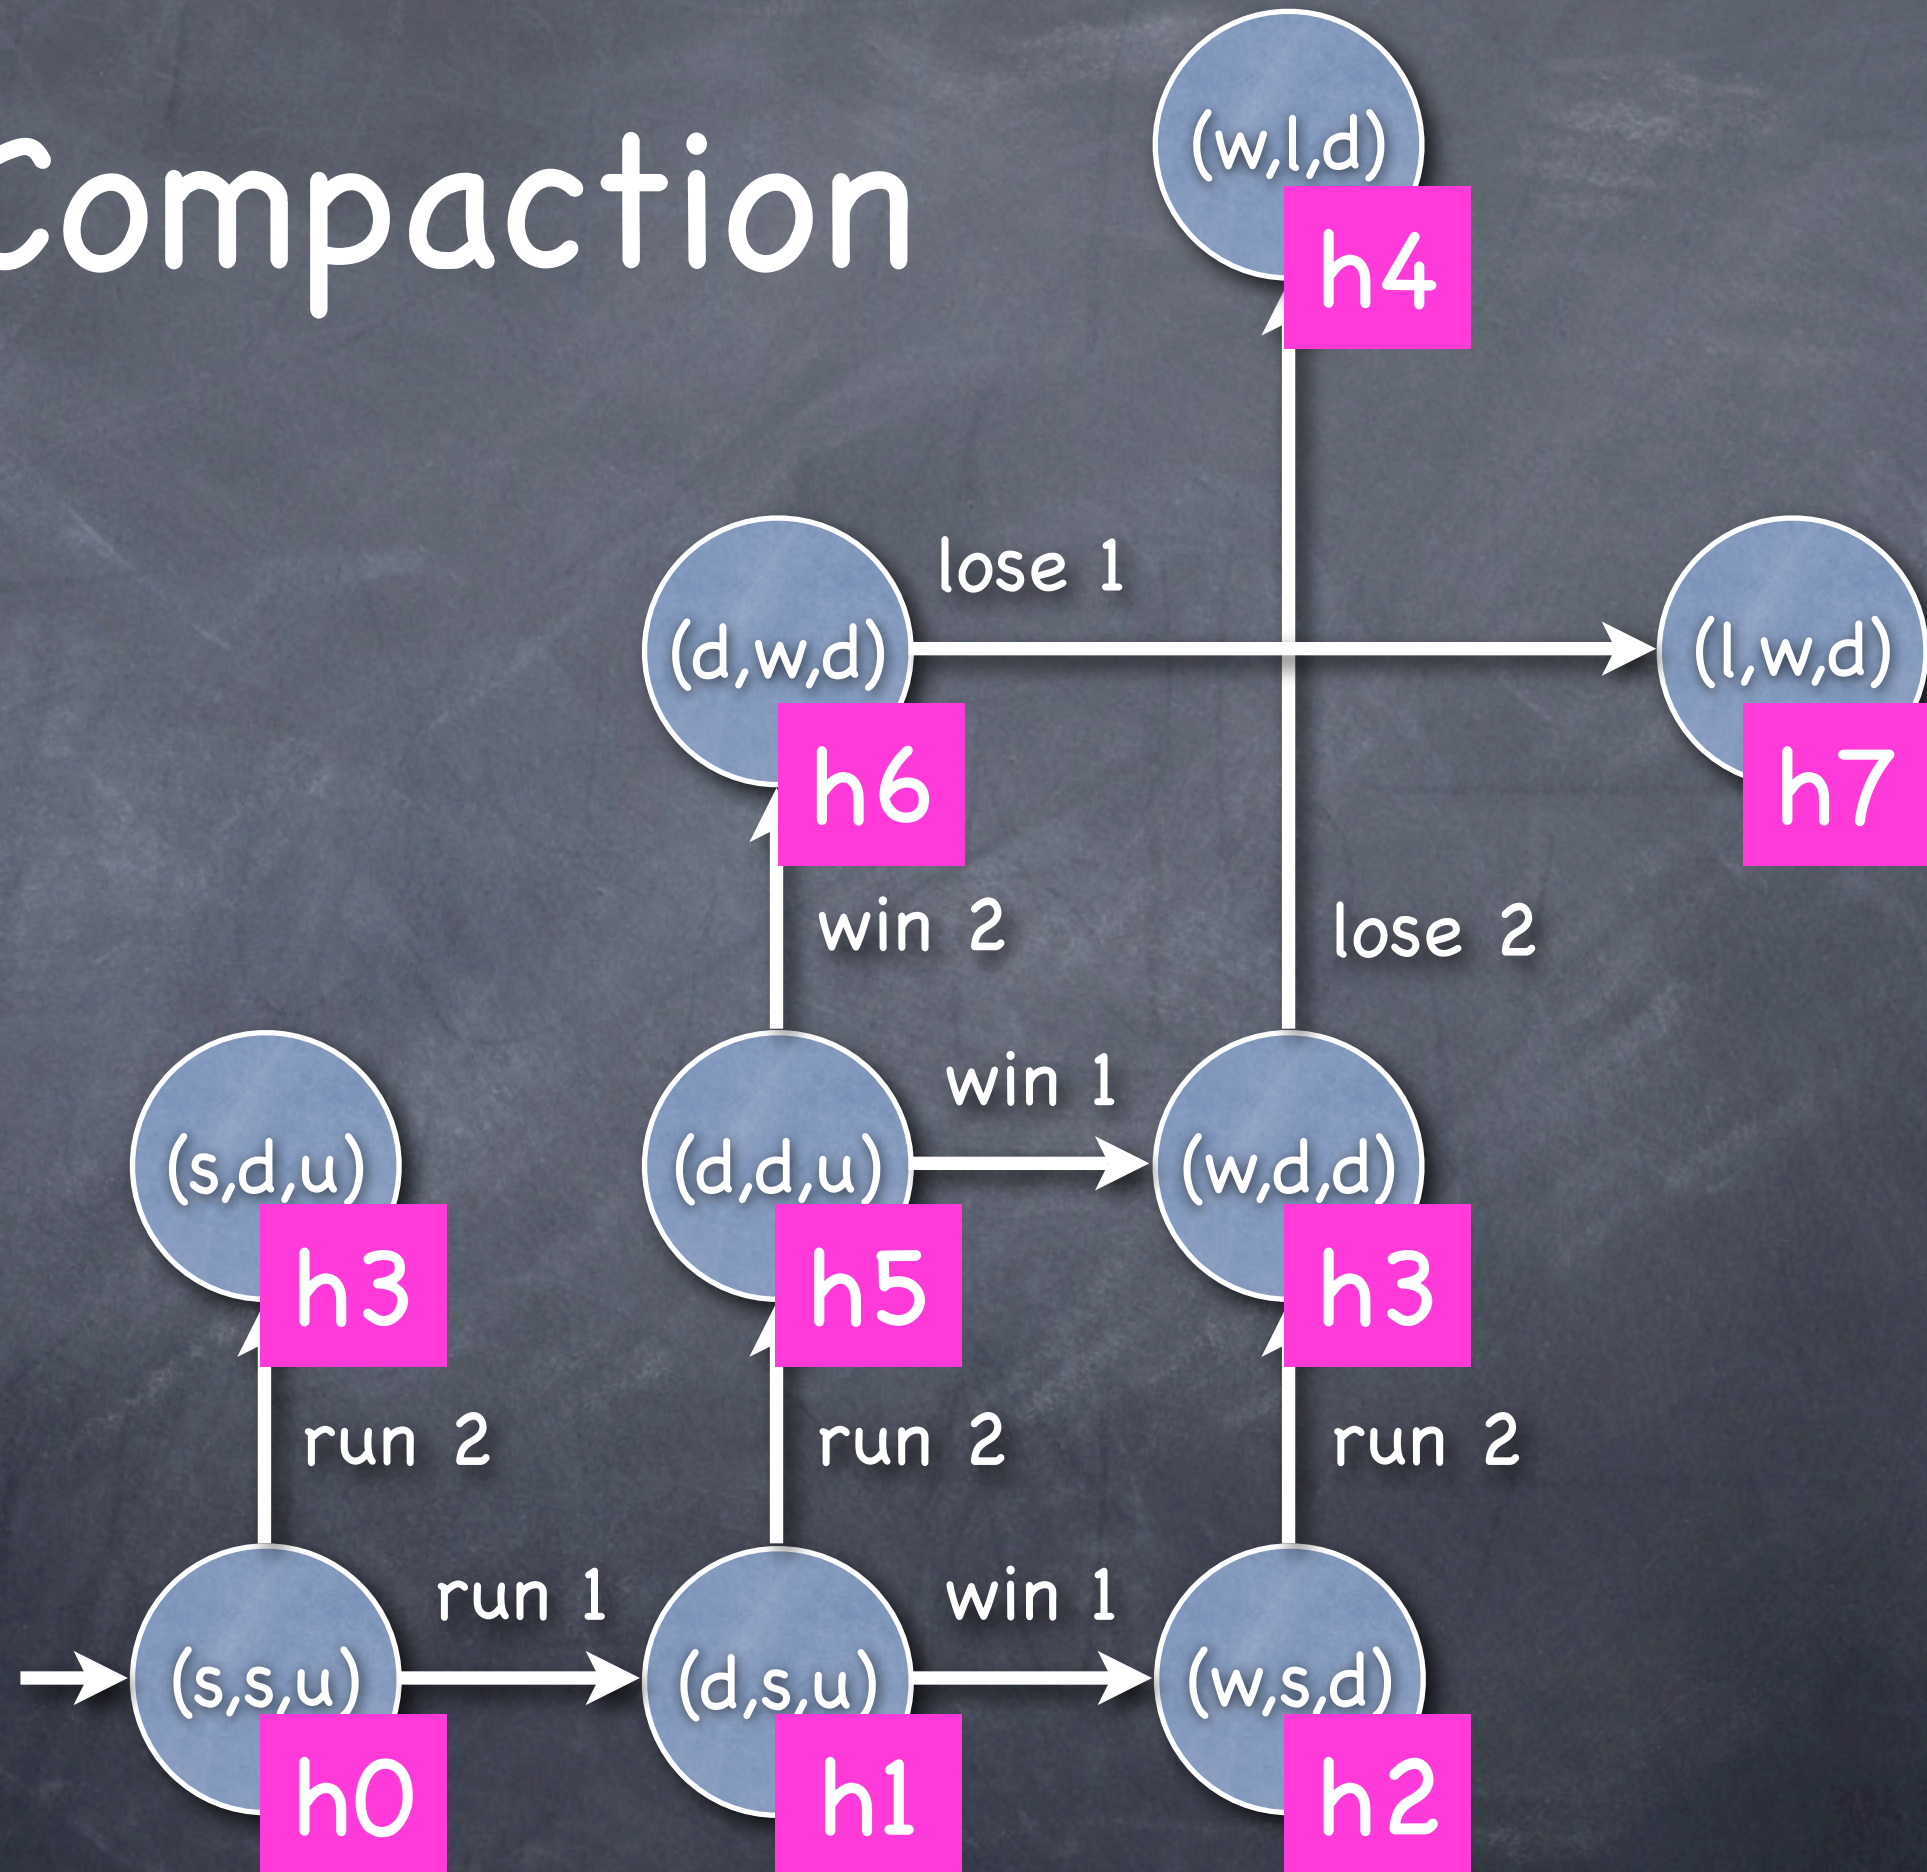 Compaction
(w,l,d)
h4
lose 1
(d,w,d)
(l,w,d)
h6
h7
win 2
lose 2
win 1
(s,d,u)
(d,d,u)
(w,d,d)
h3
h5
h3
run 2
run 2
run 2
run 1
win 1
(s,s,u)
(d,s,u)
(w,s,d)
h0
h1
h2